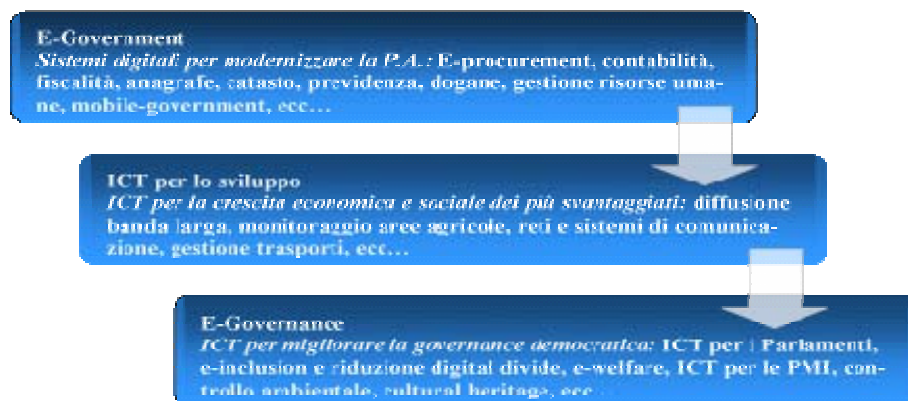 E-Government
Sistemi digitali per modernizzare la P.A.: E-procurement, contabilità,
fiscalità, anagrafe, catasto, previdenza, dogane, gestione risorse uma-
ne, mobile-government, ecc…
ICT per lo sviluppo
ICT per la crescita economica e sociale dei più svantaggiati: diffusione
banda larga, monitoraggio aree agricole, reti e sistemi di comunica-
zione, gestione trasporti, ecc…
E-Governance
ICT per migliorare la governance democratica: ICT per i Parlamenti,
e-inclusion e riduzione digital divide, e-welfare, ICT per le PMI, con-
trollo ambientale, cultural heritage, ecc…